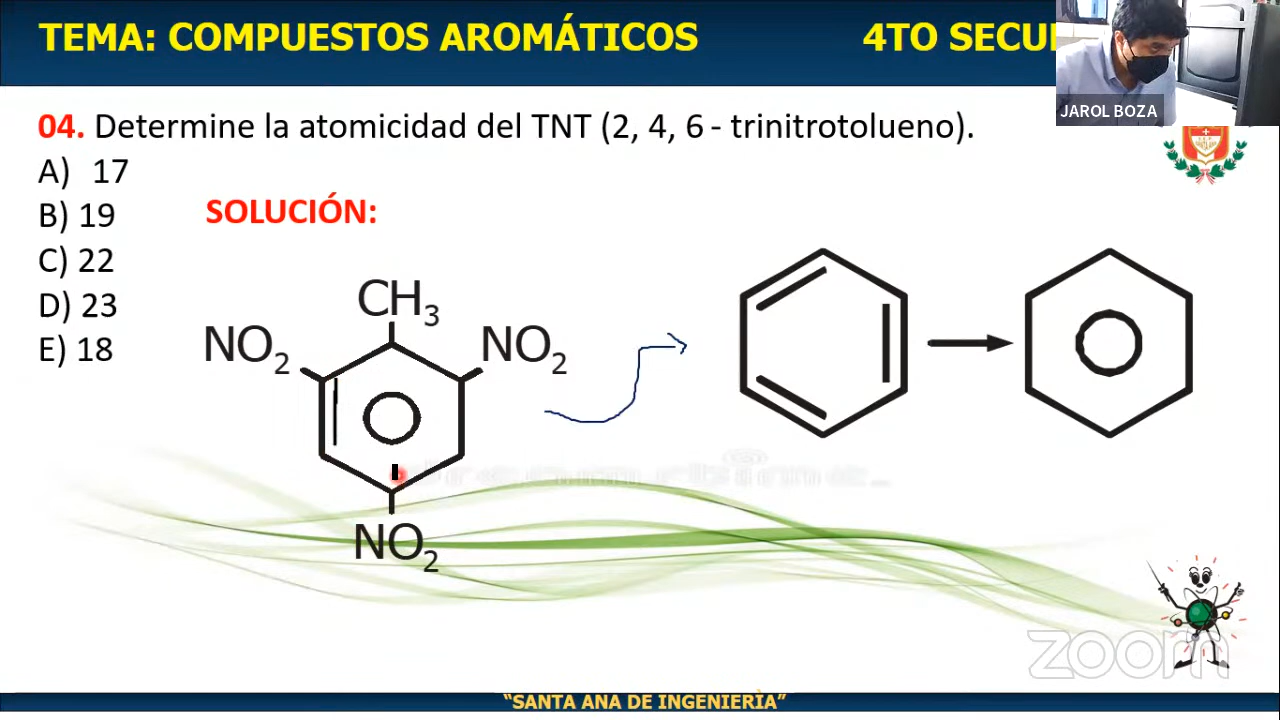 TEMA: COMPUESTOS AROMÁTICOS
4TO SECU
JAROL BOZA
04. Determine la atomicidad del TNT (2, 4, 6 - trinitrotolueno).
A) 17
B) 19
C) 22
D) 23
E) 18
SOLUCIÓN:
CH3
NO2
NO2
NO2
zoom
“SANTA ANA DE INGENIERÌA”